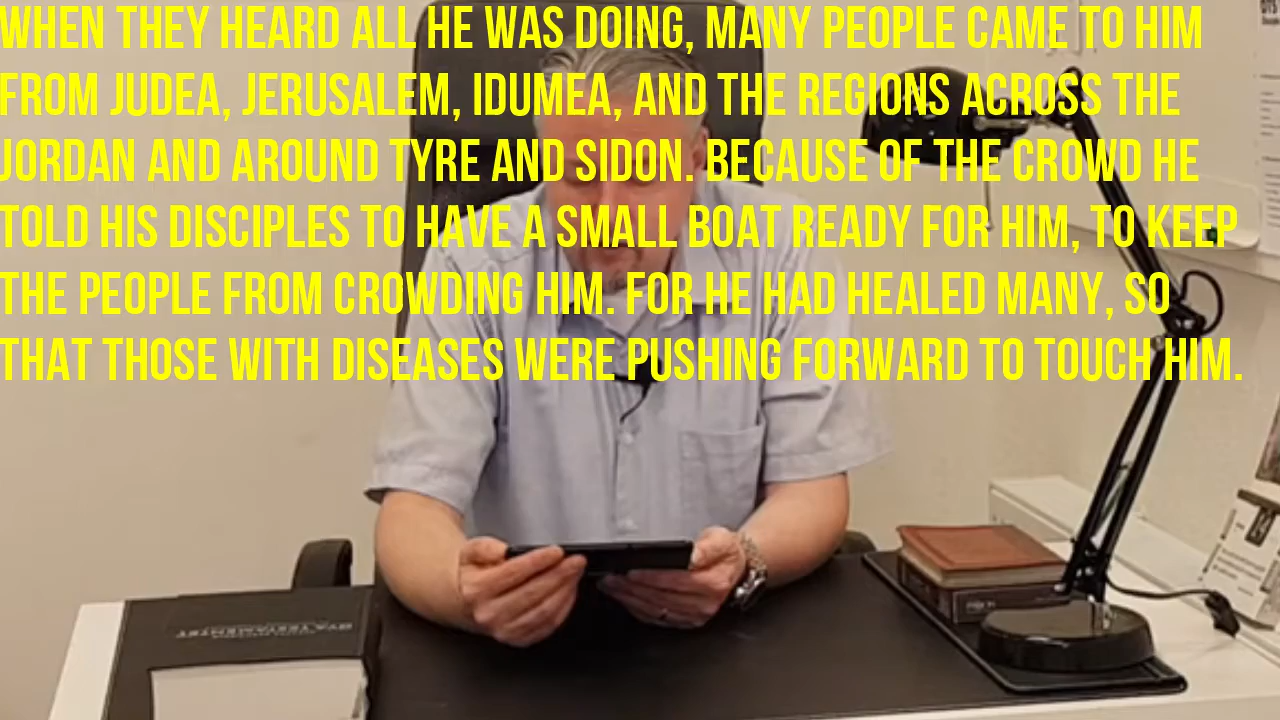 WHEN THEY HEARD ALL HE WAS DOING, MANY PEOPLE CAME TO HIM
FROM JUDEA, JERUSALEM, IDUMEA, AND THE REGIONS ACROSS THE
JORDAN AND AROUND TYRE AND SIDON. BECAUSE OF THE CROWD HE
TOLD HIS DISCIPLES TO HAVE A SMALL BOAT READY FOR HIM, TO KEEP
THE PEOPLE FROM CROWDING HIM. FOR HE HAD HEALED MANY, SO
THAT THOSE WITH DISEASES WERE PUSHING FORWARD TO TOUCH HIM.
NYA TESTAMENTET